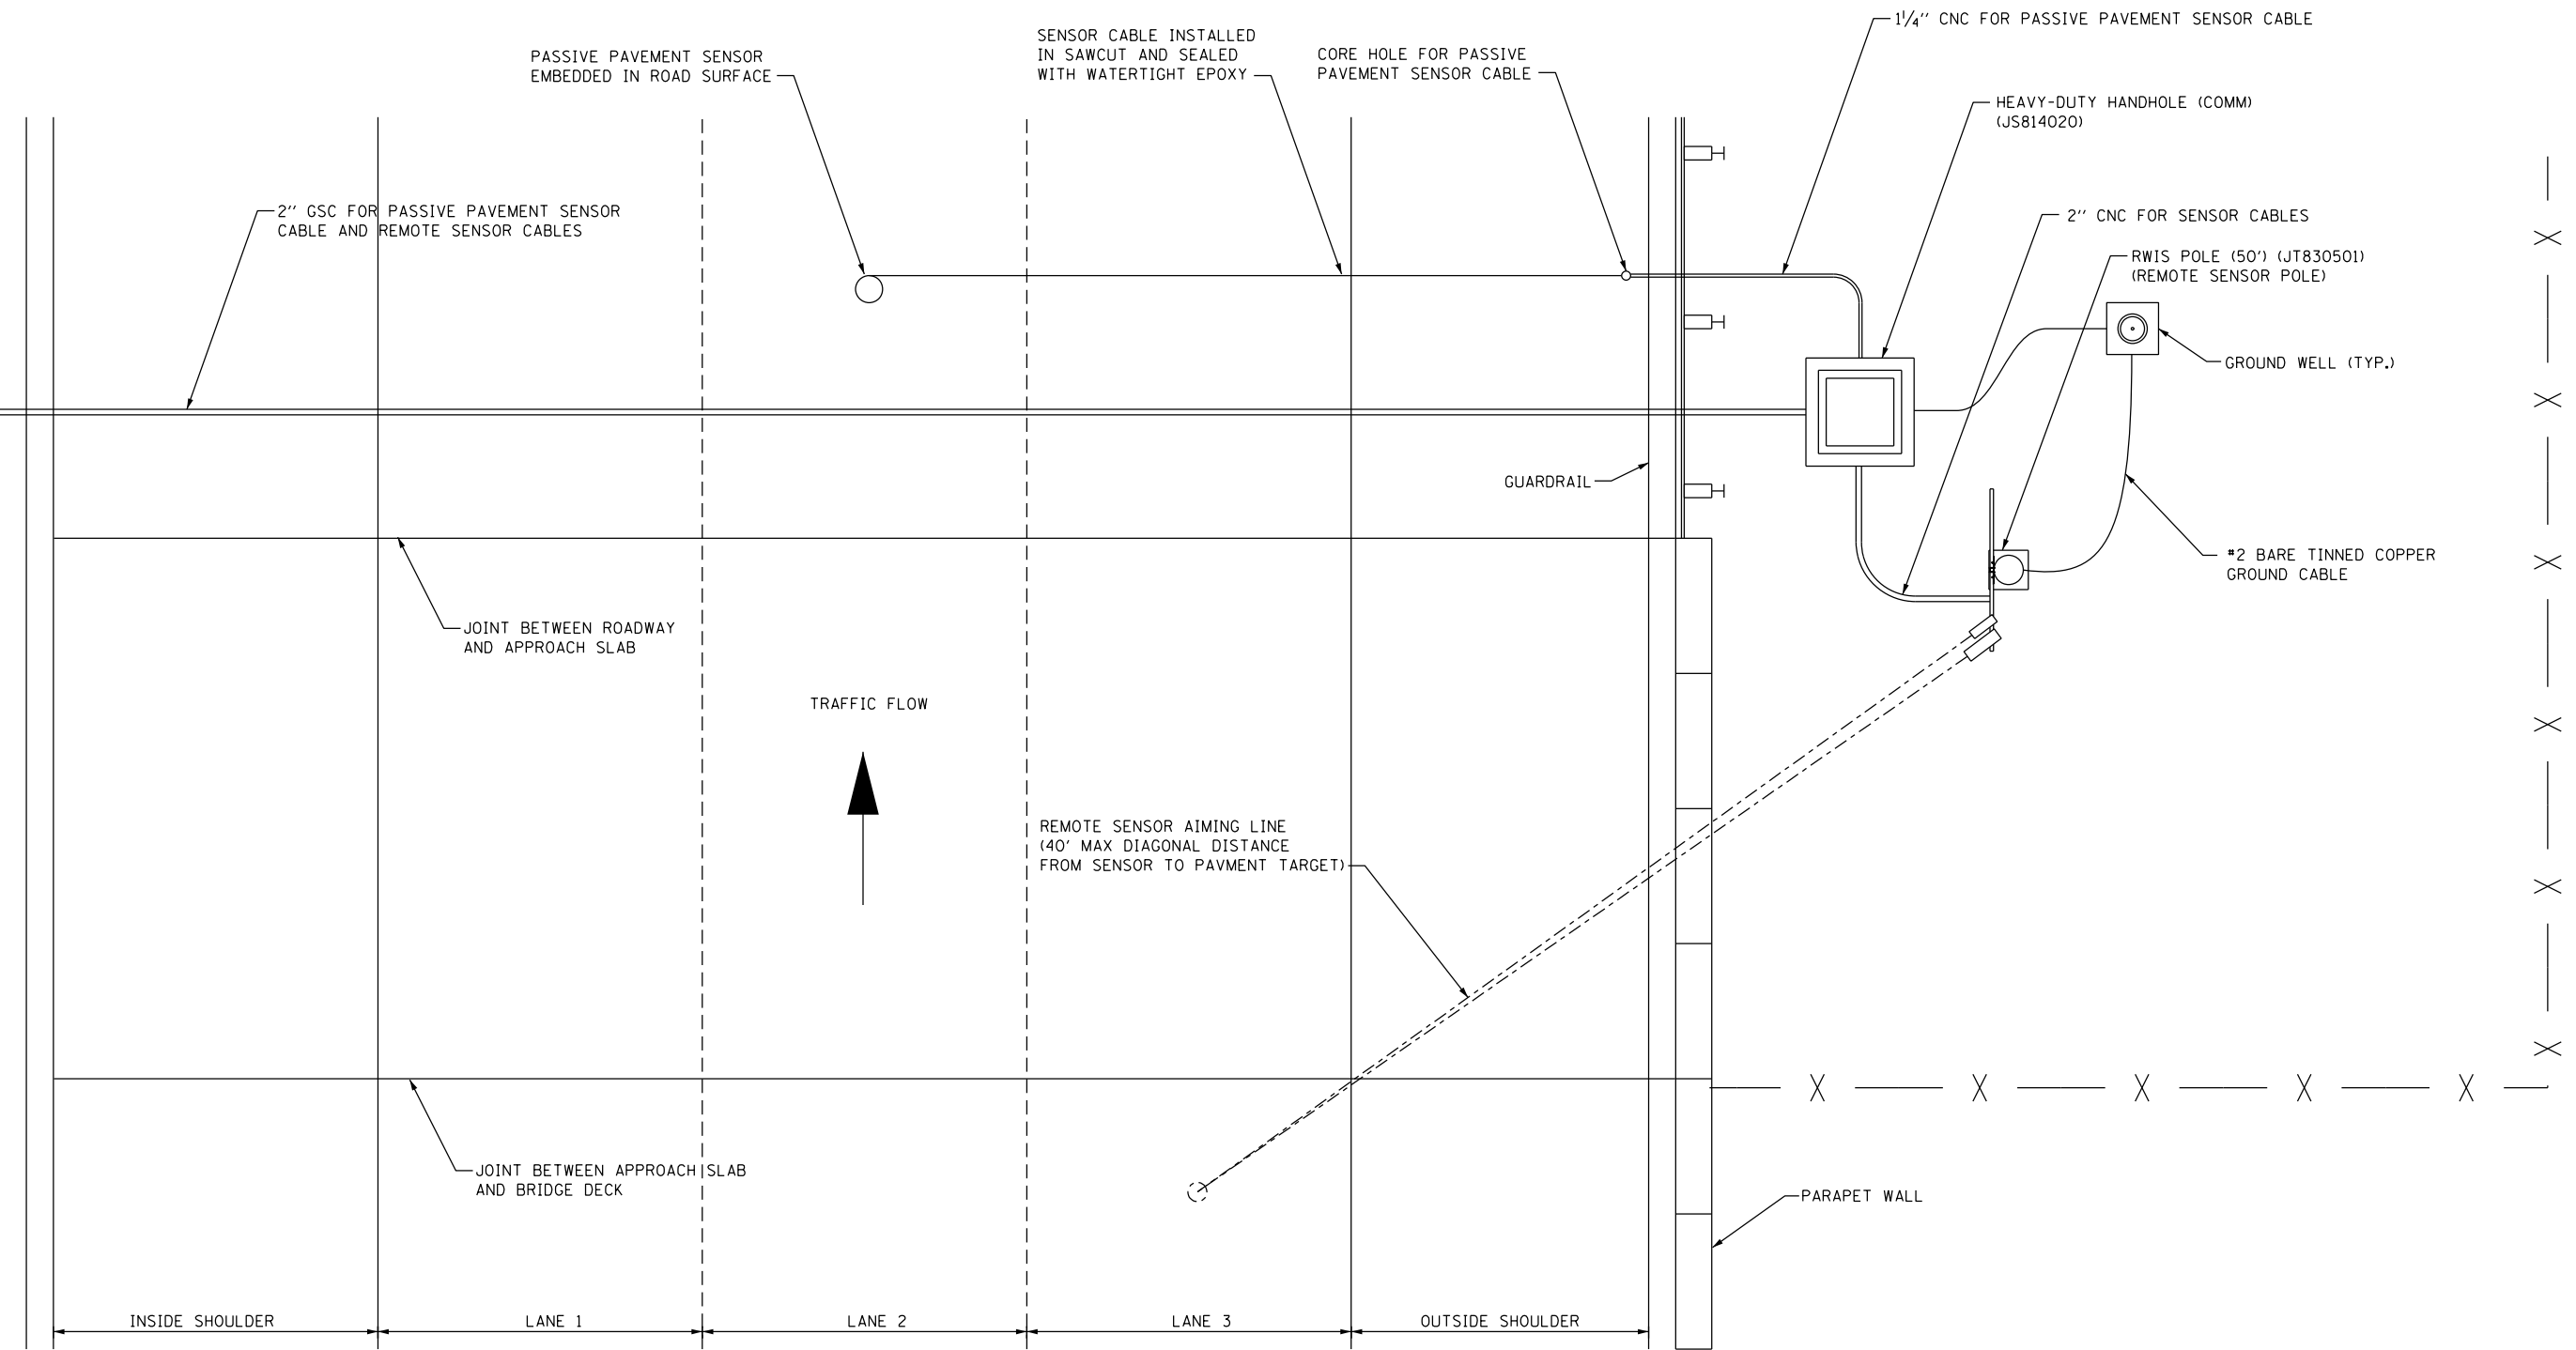 1 1/4" CNC FOR PASSIVE PAVEMENT SENSOR CABLE
SENSOR CABLE INSTALLED
IN SAWCUT AND SEALED
WITH WATERTIGHT EPOXY
CORE HOLE FOR PASSIVE
PAVEMENT SENSOR CABLE
PASSIVE PAVEMENT SENSOR
EMBEDDED IN ROAD SURFACE
HEAVY-DUTY HANDHOLE (COMM)
(JS814020)
2" GSC FOR PASSIVE PAVEMENT SENSOR
CABLE AND REMOTE SENSOR CABLES
2" CNC FOR SENSOR CABLES
RWIS POLE (50') (JT830501)
(REMOTE SENSOR POLE)
GROUND WELL (TYP.)
GUARDRAIL
#2 BARE TINNED COPPER
GROUND CABLE
JOINT BETWEEN ROADWAY
AND APPROACH SLAB
TRAFFIC FLOW
REMOTE SENSOR AIMING LINE
(40' MAX DIAGONAL DISTANCE
FROM SENSOR TO PAVMENT TARGET)
JOINT BETWEEN APPROACH SLAB
AND BRIDGE DECK
PARAPET WALL
INSIDE SHOULDER
LANE 1
LANE 2
LANE 3
OUTSIDE SHOULDER